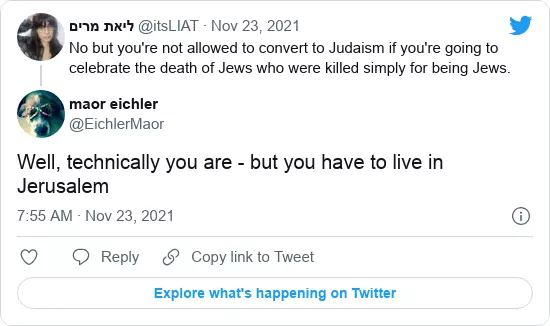 ליאת מרים @itsLIAT · Nov 23, 2021
No but you're not allowed to convert to Judaism if you're going to
celebrate the death of Jews who were killed simply for being Jews.
maor eichler
@EichlerMaor
Well, technically you are - but you have to live in
Jerusalem
7:55 AM · Nov 23, 2021
Reply Copy link to Tweet
Explore what's happening on Twitter